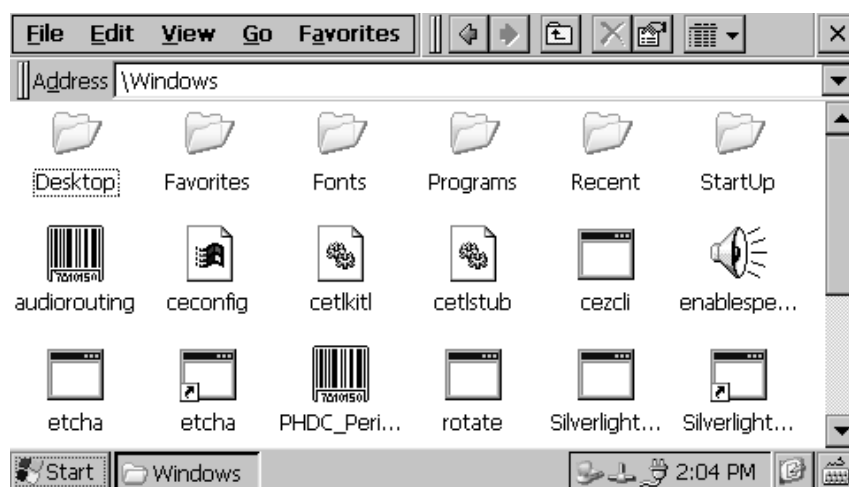 File Edit View Go Favorites
Address \Windows
Desktop Favorites Fonts Programs Recent StartUp
audiorouting ceconfig cetlkitl cetlstub cezcli enablespe...
etcha etcha PHDC_Peri... rotate Silverlight... Silverlight...
Start Windows 2:04 PM